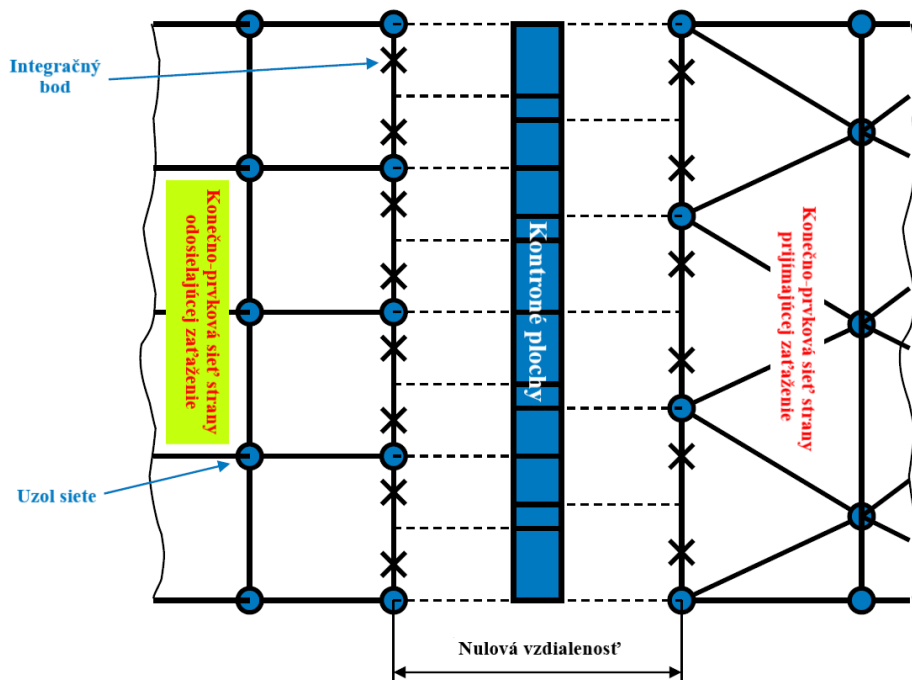 Integračný
bod
Konečno-prvková sieť strany
odosielajúcej zaťaženie
Kontroné plochy
Konečno-prvková sieť strany
prijímajúcej zaťaženie
Uzol siete
Nulová vzdialenosť